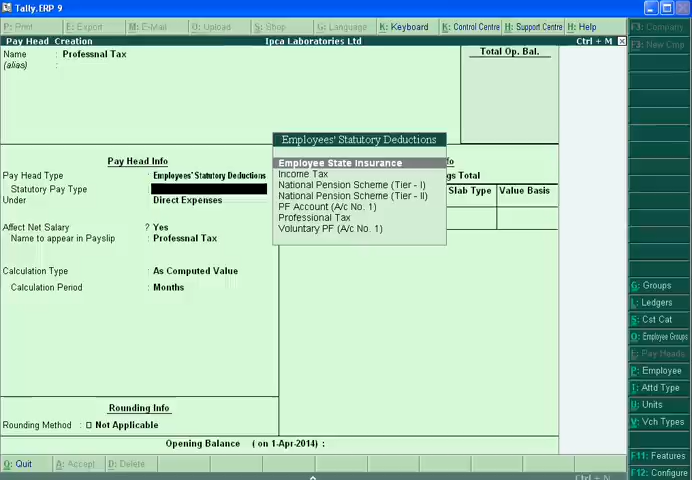 Tally.ERP 9
P: Print E: Export M: E-Mail O: Upload S: Shop G: Language K: Keyboard K: Control Centre H: Support Centre H: Help F3: Company
Pay Head Creation Ipca Laboratories Ltd Ctrl + M F3: New Cmp
Name : Professnal Tax Total Op. Bal.
(alias) :
Employees' Statutory Deductions
Pay Head Info
Employee State Insurance
Income Tax
National Pension Scheme (Tier - I)
National Pension Scheme (Tier - II)
PF Account (A/c No. 1)
Professional Tax
Voluntary PF (A/c No. 1)
Slab Type Value Basis
Pay Head Type : Employees' Statutory Deductions
Statutory Pay Type :
Under : Direct Expenses
Affect Net Salary ? Yes
Name to appear in Payslip : Professnal Tax
Calculation Type : As Computed Value
Calculation Period : Months
Rounding Info
Rounding Method : Not Applicable
Opening Balance ( on 1-Apr-2014) :
Q: Quit A: Accept D: Delete
Ctrl + N
G: Groups
L: Ledgers
S: Cst Cat
O: Employee Groups
E: Pay Heads
P: Employee
T: Attd Type
U: Units
V: Vch Types
F11: Features
F12: Configure